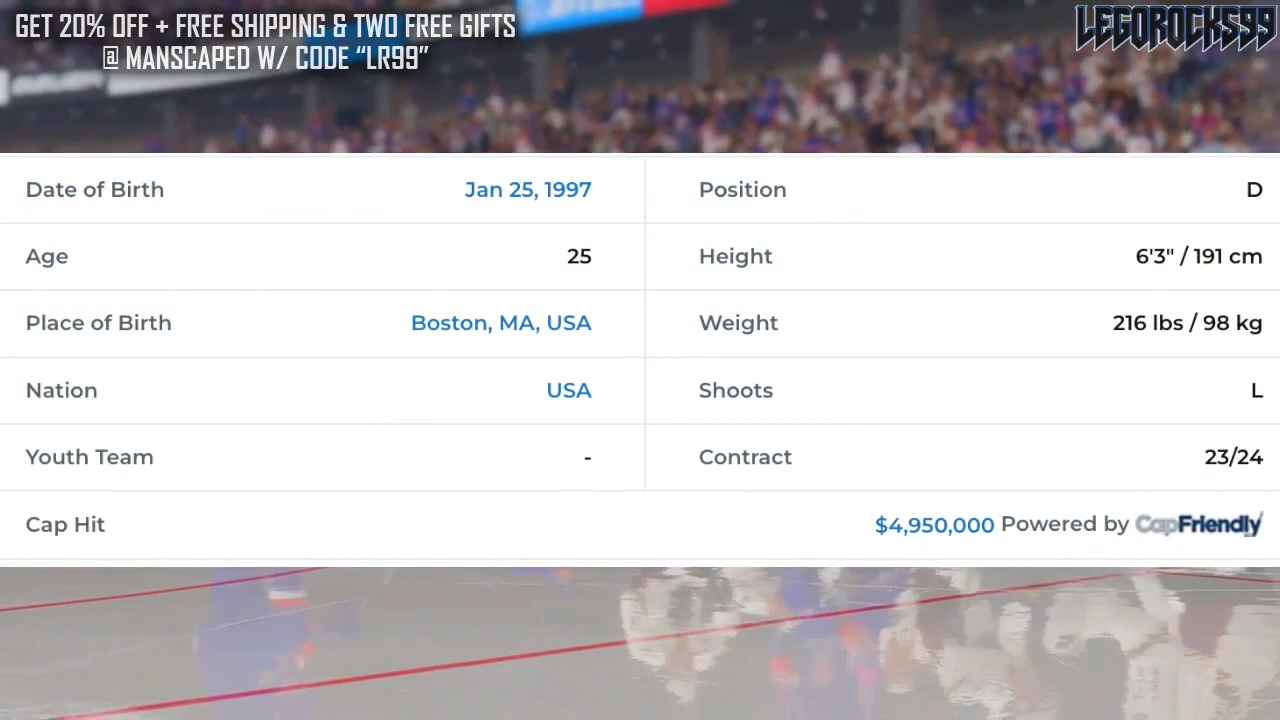 GET 20% OFF + FREE SHIPPING & TWO FREE GIFTS
@ MANSCAPED W/ CODE “LR99”
LEGOROCKS99
Date of Birth Jan 25, 1997 Position D
Age 25 Height 6'3" / 191 cm
Place of Birth Boston, MA, USA Weight 216 lbs / 98 kg
Nation USA Shoots L
Youth Team - Contract 23/24
Cap Hit $4,950,000 Powered by CapFriendly